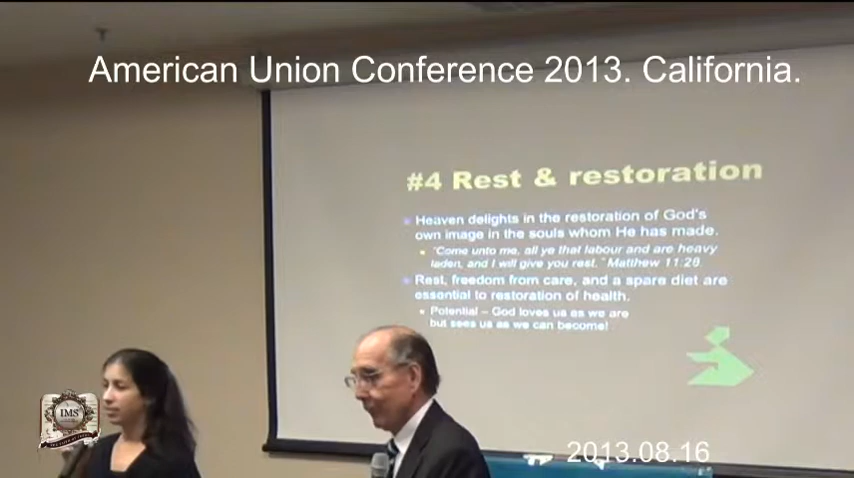 American Union Conference 2013. California.
#4 Rest & restoration
Heaven delights in the restoration of God's
own image in the souls whom He has made.
"Come unto me, all ye that labour and are heavy
laden, and I will give you rest." Matthew 11:28
Rest, freedom from care, and a spare diet are
essential to restoration of health.
Potential – God loves us as we are
but sees us as we can become!
IMS
2013.08.16